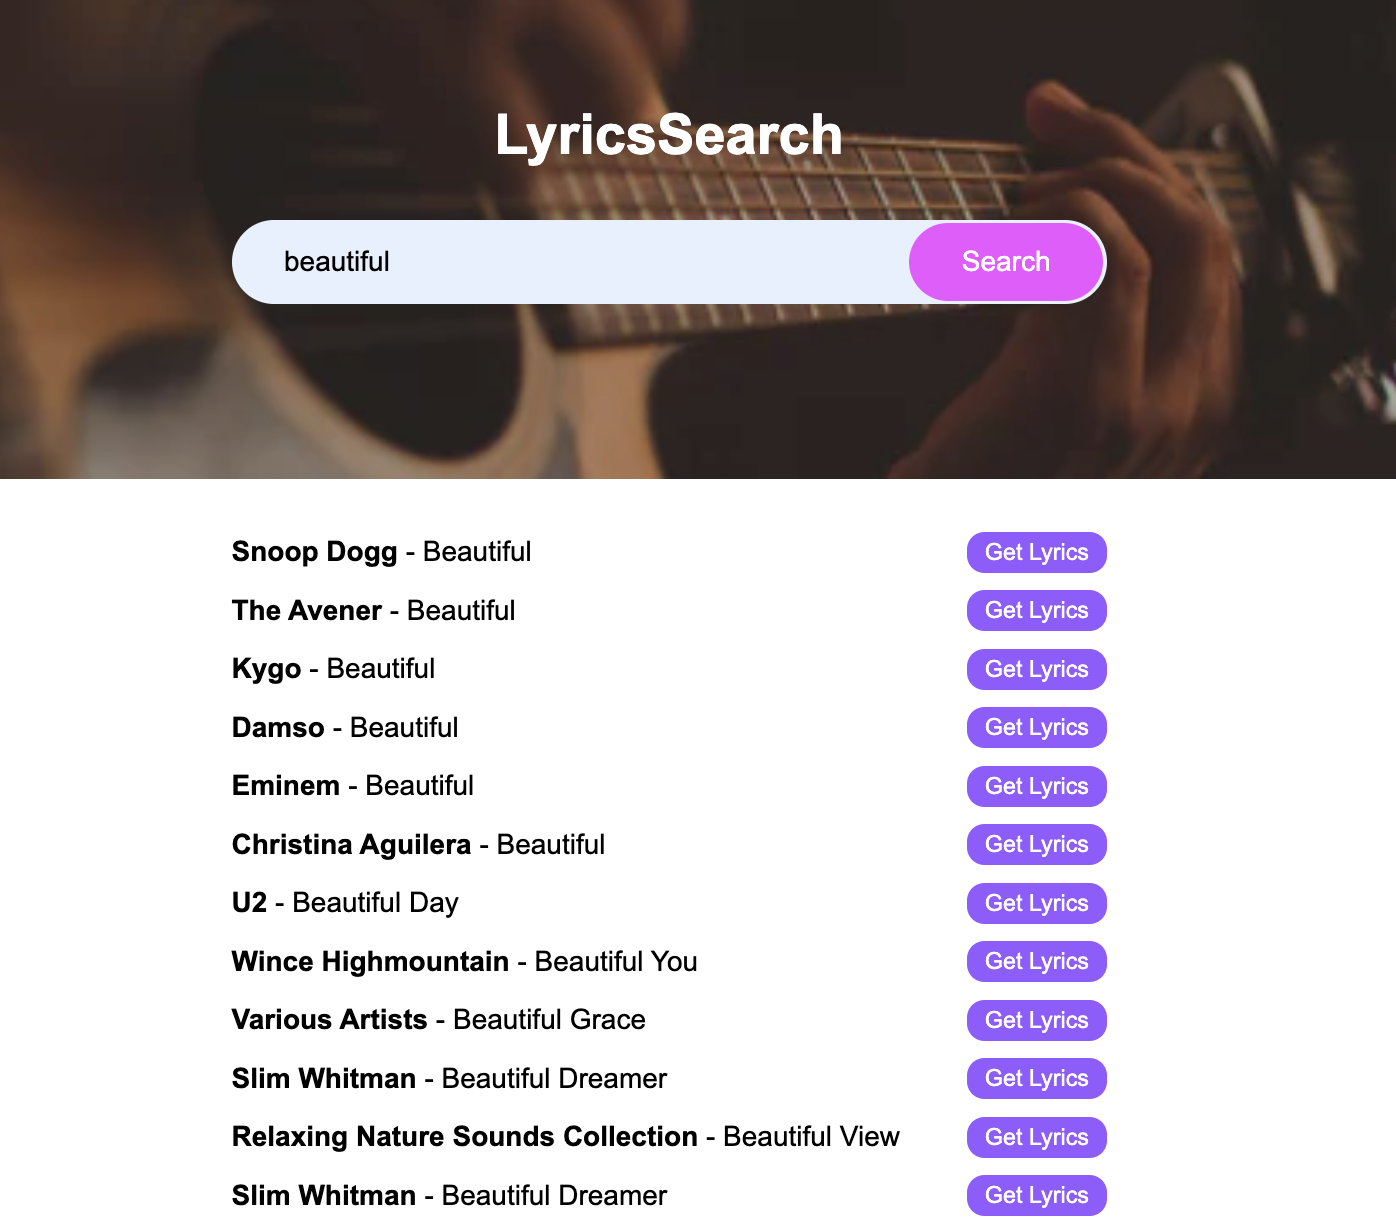 LyricsSearch
beautiful Search
Snoop Dogg - Beautiful Get Lyrics
The Avener - Beautiful Get Lyrics
Kygo - Beautiful Get Lyrics
Damso - Beautiful Get Lyrics
Eminem - Beautiful Get Lyrics
Christina Aguilera - Beautiful Get Lyrics
U2 - Beautiful Day Get Lyrics
Wince Highmountain - Beautiful You Get Lyrics
Various Artists - Beautiful Grace Get Lyrics
Slim Whitman - Beautiful Dreamer Get Lyrics
Relaxing Nature Sounds Collection - Beautiful View Get Lyrics
Slim Whitman - Beautiful Dreamer Get Lyrics